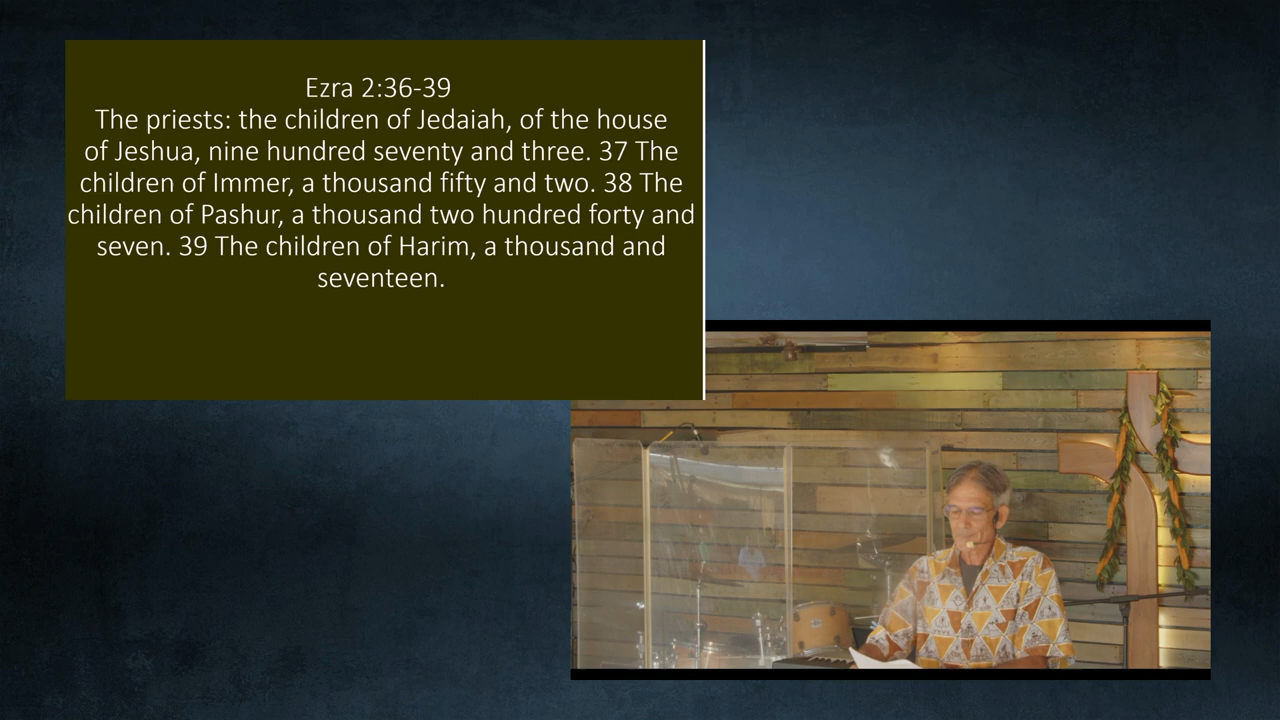 Ezra 2:36-39
The priests: the children of Jedaiah, of the house
of Jeshua, nine hundred seventy and three. 37 The
children of Immer, a thousand fifty and two. 38 The
children of Pashur, a thousand two hundred forty and
seven. 39 The children of Harim, a thousand and
seventeen.